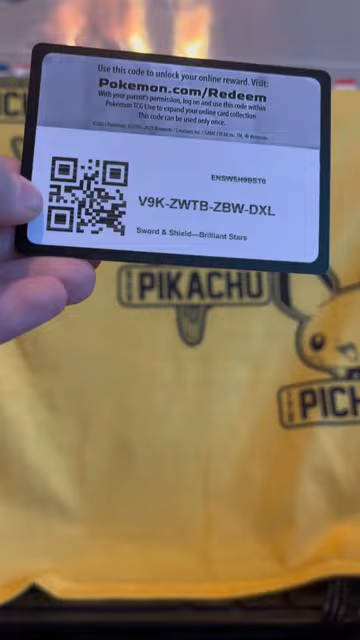 Use this code to unlock your online reward. Visit:
Pokemon.com/Redeem
With your parent's permission, log on and use this code within
Pokémon TCG Live to expand your online card collection
This code can be used only once.
V9K-ZWTB-ZBW-DXL
Sword & Shield—Brilliant Stars
PIKACHU
PICH